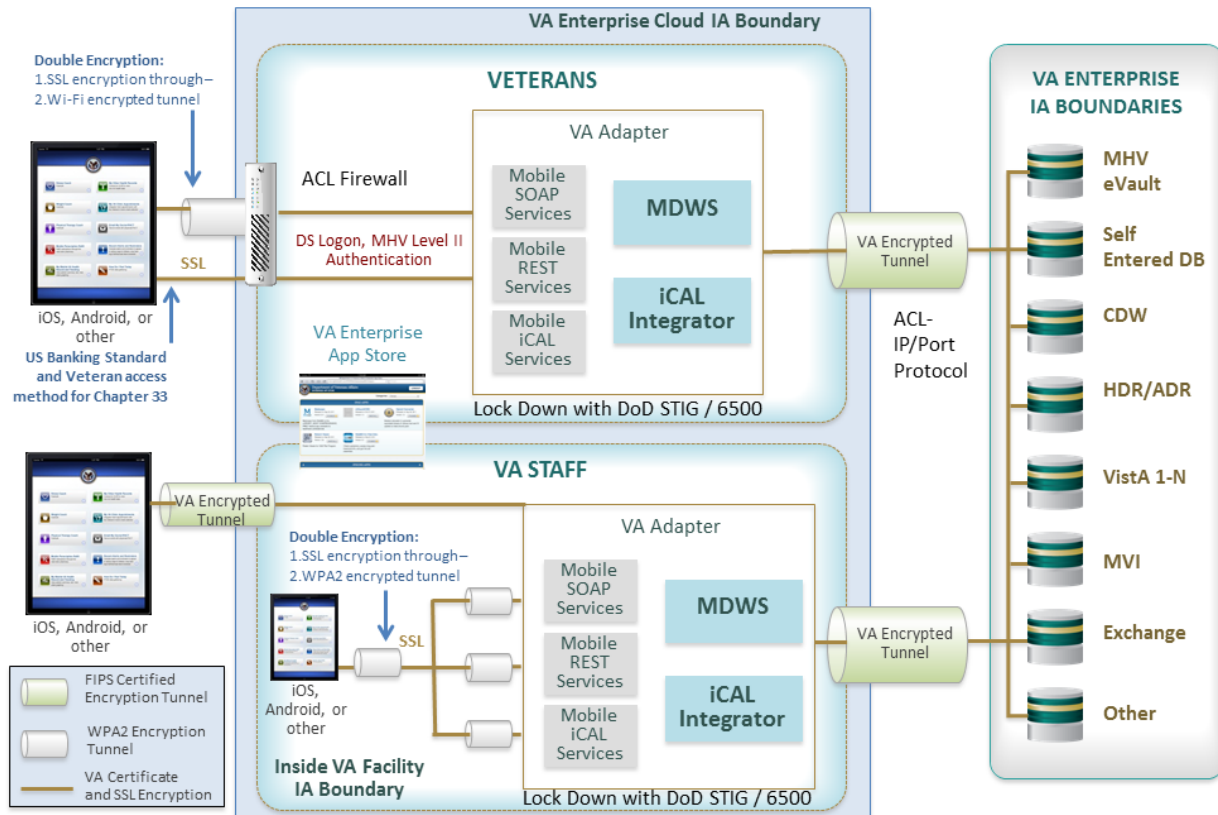 VA Enterprise Cloud IA Boundary
Double Encryption:
1.SSL encryption through–
2.Wi-Fi encrypted tunnel
VETERANS
VA Adapter
ACL Firewall
Mobile
SOAP
Services
MDWS
DS Logon, MHV Level II
Authentication
Mobile
REST
Services
SSL
iCAL
Integrator
Mobile
iCAL
Services
iOS, Android, or
other
US Banking Standard
and Veteran access
method for Chapter 33
VA Enterprise
App Store
Lock Down with DoD STIG / 6500
VA Encrypted
Tunnel
ACL-
IP/Port
Protocol
VA ENTERPRISE
IA BOUNDARIES
MHV
eVault
Self
Entered DB
CDW
HDR/ADR
VistA 1-N
MVI
Exchange
Other
VA STAFF
VA Encrypted
Tunnel
VA Adapter
Double Encryption:
1.SSL encryption through–
2.WPA2 encrypted tunnel
Mobile
SOAP
Services
MDWS
SSL
Mobile
REST
Services
iCAL
Integrator
Mobile
iCAL
Services
iOS, Android, or
other
iOS,
Android, or
other
Inside VA Facility
IA Boundary
Lock Down with DoD STIG / 6500
VA Encrypted
Tunnel
FIPS Certified
Encryption Tunnel
WPA2 Encryption
Tunnel
VA Certificate
and SSL Encryption